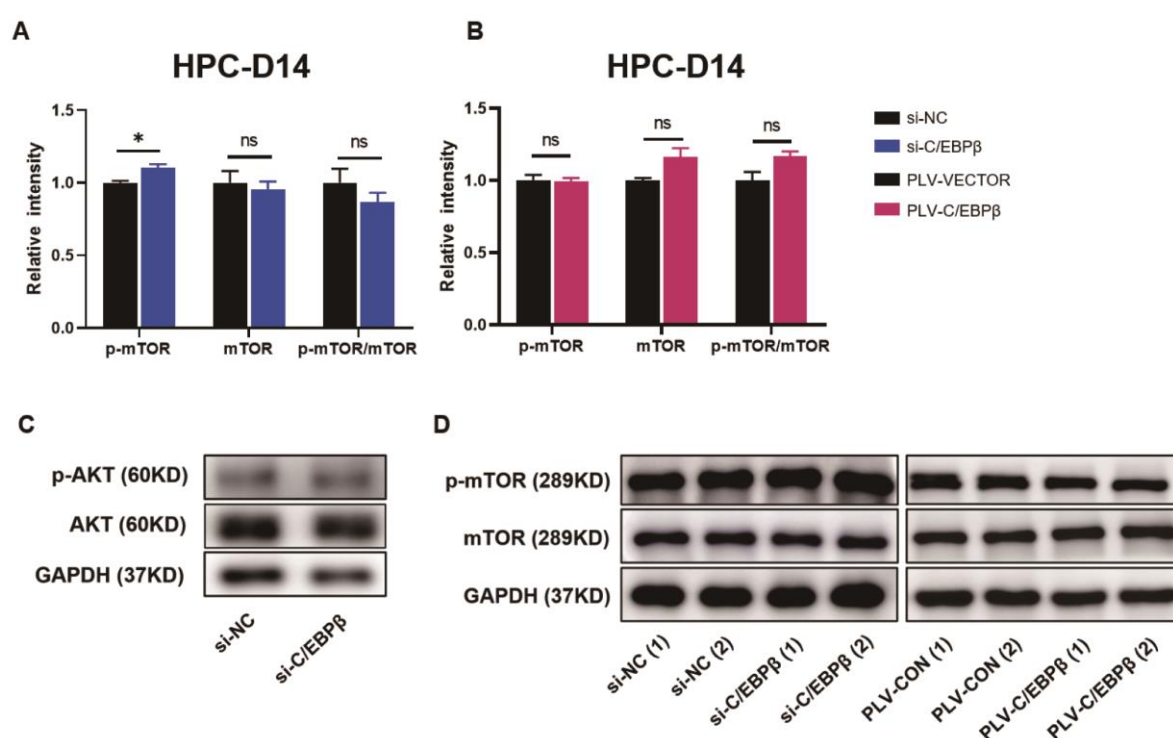 A
HPC-D14
Relative intensity
1.5
1.0
0.5
0.0
*
ns
ns
p-mTOR
mTOR
p-mTOR/mTOR
B
HPC-D14
Relative intensity
1.5
1.0
0.5
0.0
ns
ns
ns
p-mTOR
mTOR
p-mTOR/mTOR
si-NC
si-C/EBPβ
PLV-VECTOR
PLV-C/EBPβ
C
p-AKT (60KD)
AKT (60KD)
GAPDH (37KD)
si-NC
si-C/EBPβ
D
p-mTOR (289KD)
mTOR (289KD)
GAPDH (37KD)
si-NC (1)
si-NC (2)
si-C/EBPβ (1)
si-C/EBPβ (2)
PLV-CON (1)
PLV-CON (2)
PLV-C/EBPβ (1)
PLV-C/EBPβ (2)